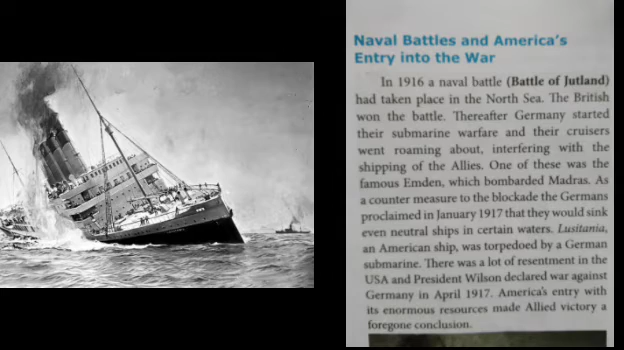 Naval Battles and America's
Entry into the War
In 1916 a naval battle (Battle of Jutland)
had taken place in the North Sea. The British
won the battle. Thereafter Germany started
their submarine warfare and their cruisers
went roaming about, interfering with the
shipping of the Allies. One of these was the
famous Emden, which bombarded Madras. As
a counter measure to the blockade the Germans
proclaimed in January 1917 that they would sink
even neutral ships in certain waters. Lusitania,
an American ship, was torpedoed by a German
submarine. There was a lot of resentment in the
USA and President Wilson declared war against
Germany in April 1917. America's entry with
its enormous resources made Allied victory a
foregone conclusion.